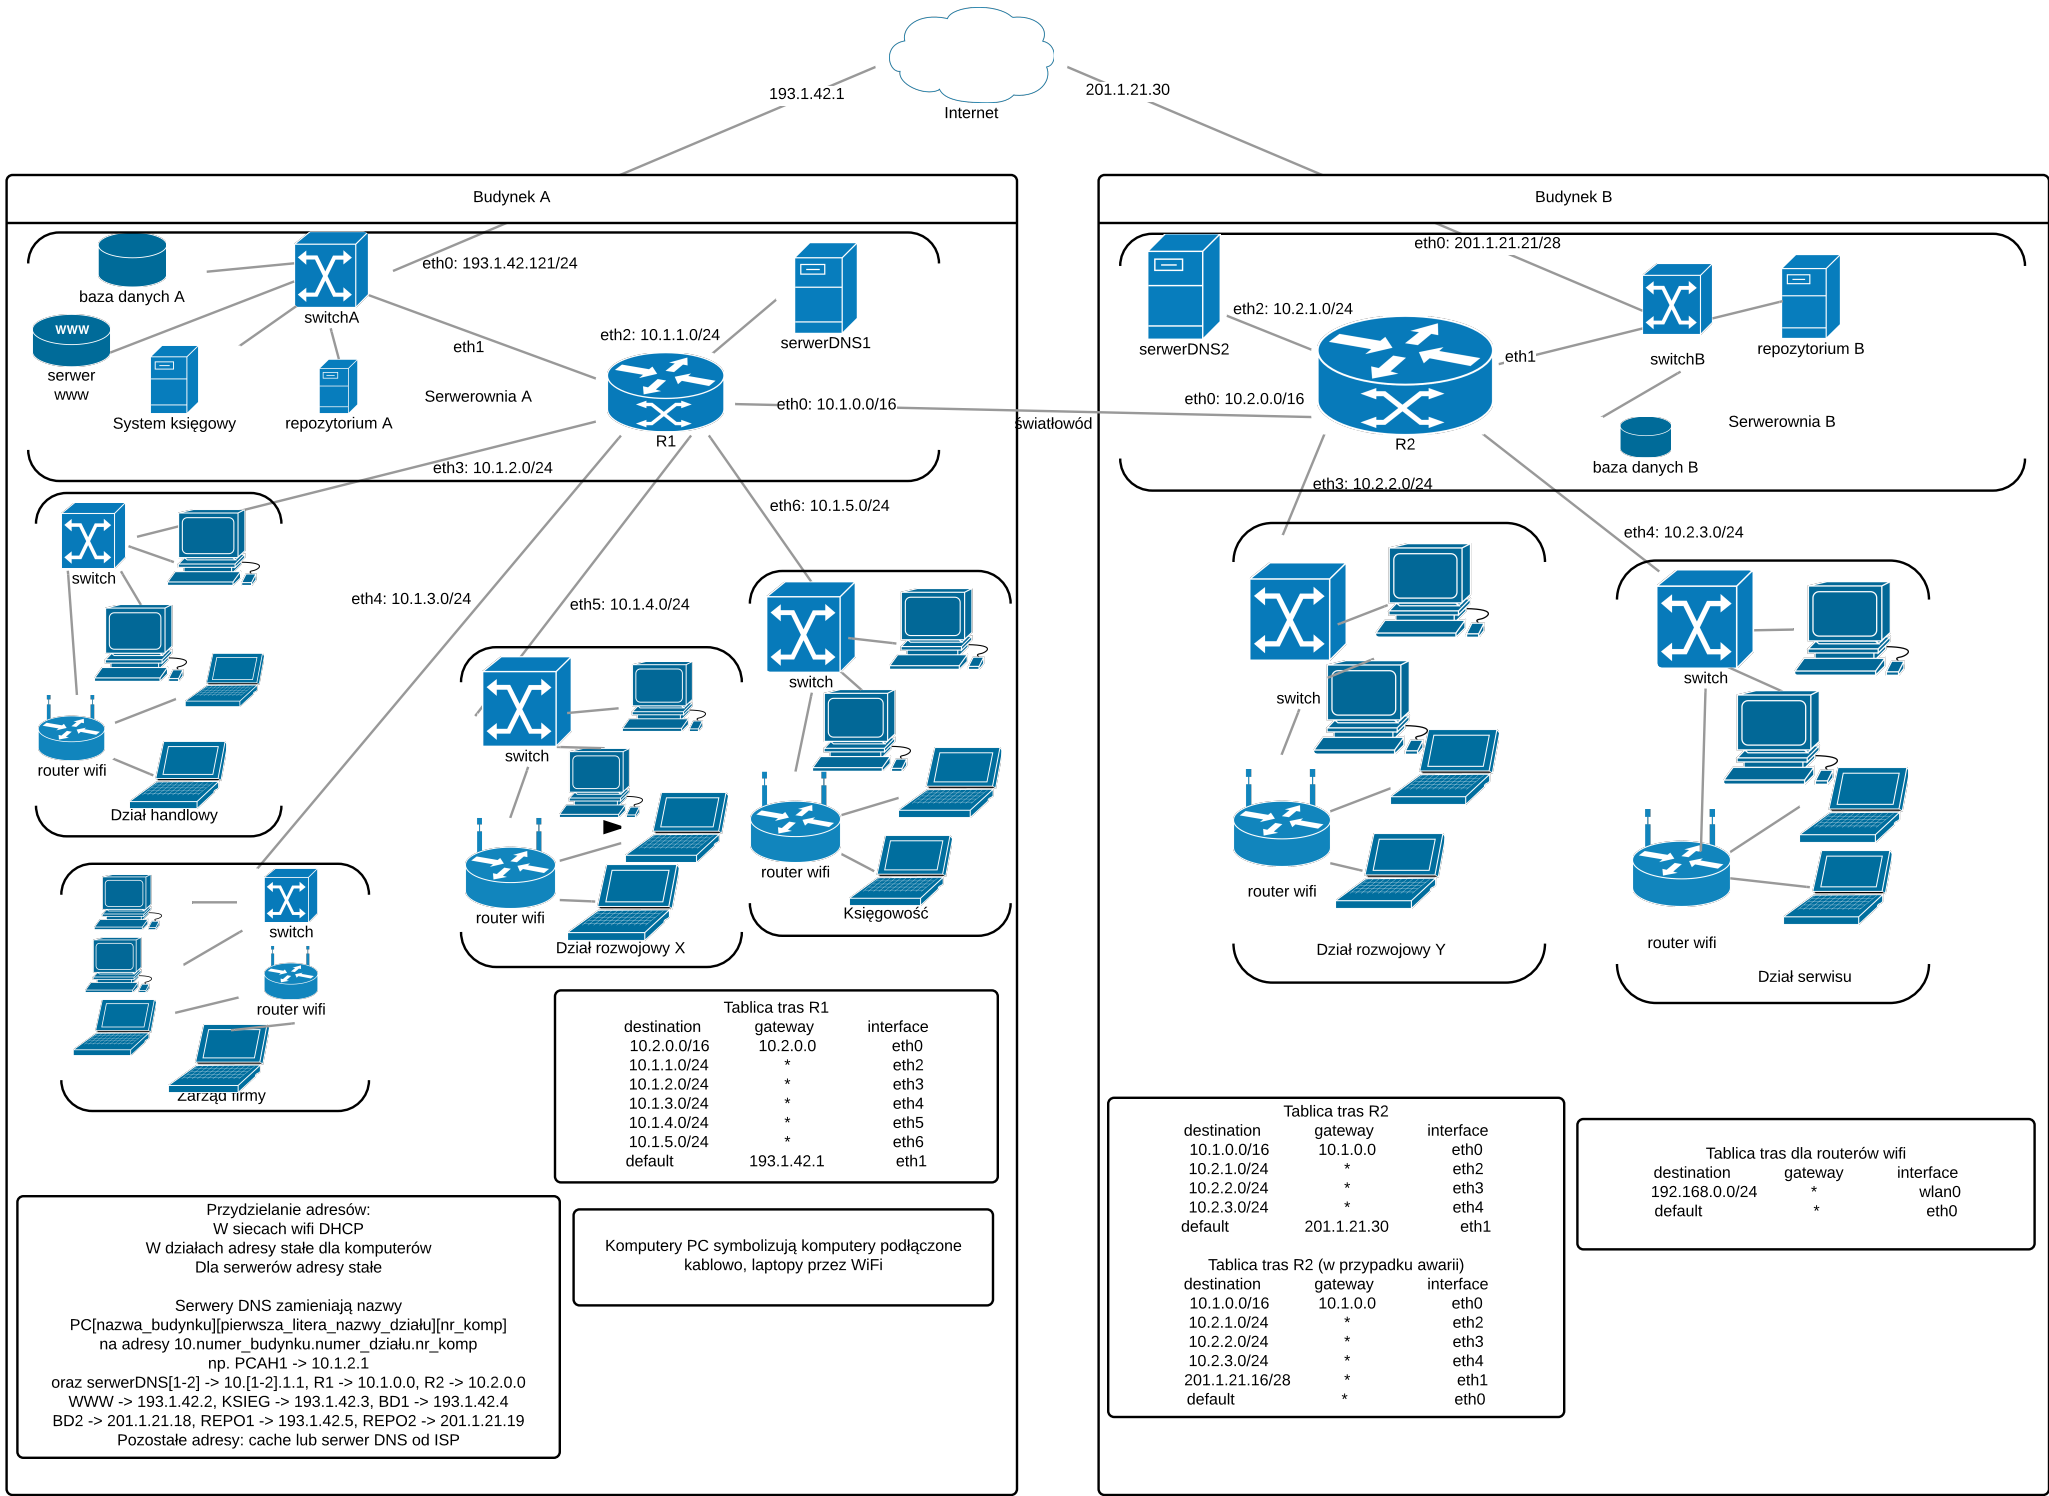 Internet
193.1.42.1
201.1.21.30
Budynek A
baza danych A
switchA
eth0: 193.1.42.121/24
WWW
serwer
www
System księgowy
repozytorium A
eth1
Serwerownia A
eth2: 10.1.1.0/24
serwerDNS1
R1
eth0: 10.1.0.0/16
światłowód
eth3: 10.1.2.0/24
eth4: 10.1.3.0/24
eth5: 10.1.4.0/24
eth6: 10.1.5.0/24
switch
router wifi
Dział handlowy
switch
router wifi
Zarząd firmy
switch
router wifi
Dział rozwojowy X
switch
router wifi
Księgowość
Tablica tras R1
destination gateway interface
10.2.0.0/16 10.2.0.0 eth0
10.1.1.0/24 * eth2
10.1.2.0/24 * eth3
10.1.3.0/24 * eth4
10.1.4.0/24 * eth5
10.1.5.0/24 * eth6
default 193.1.42.1 eth1
Przydzielanie adresów:
W siecach wifi DHCP
W działach adresy stałe dla komputerów
Dla serwerów adresy stałe
Serwery DNS zamieniają nazwy
PC[nazwa_budynku][pierwsza_litera_nazwy_działu][nr_komp]
na adresy 10.numer_budynku.numer_działu.nr_komp
np. PCAH1 -> 10.1.2.1
oraz serwerDNS[1-2] -> 10.[1-2].1.1, R1 -> 10.1.0.0, R2 -> 10.2.0.0
WWW -> 193.1.42.2, KSIEG -> 193.1.42.3, BD1 -> 193.1.42.4
BD2 -> 201.1.21.18, REPO1 -> 193.1.42.5, REPO2 -> 201.1.21.19
Pozostałe adresy: cache lub serwer DNS od ISP
Komputery PC symbolizują komputery podłączone
kablowo, laptopy przez WiFi
Budynek B
eth0: 201.1.21.21/28
serwerDNS2
eth2: 10.2.1.0/24
eth1
switchB
repozytorium B
eth0: 10.2.0.0/16
R2
Serwerownia B
baza danych B
eth3: 10.2.2.0/24
eth4: 10.2.3.0/24
switch
router wifi
Dział rozwojowy Y
switch
router wifi
Dział serwisu
Tablica tras R2
destination gateway interface
10.1.0.0/16 10.1.0.0 eth0
10.2.1.0/24 * eth2
10.2.2.0/24 * eth3
10.2.3.0/24 * eth4
default 201.1.21.30 eth1
Tablica tras R2 (w przypadku awarii)
destination gateway interface
10.1.0.0/16 10.1.0.0 eth0
10.2.1.0/24 * eth2
10.2.2.0/24 * eth3
10.2.3.0/24 * eth4
201.1.21.16/28 * eth1
default * eth0
Tablica tras dla routerów wifi
destination gateway interface
192.168.0.0/24 * wlan0
default * eth0